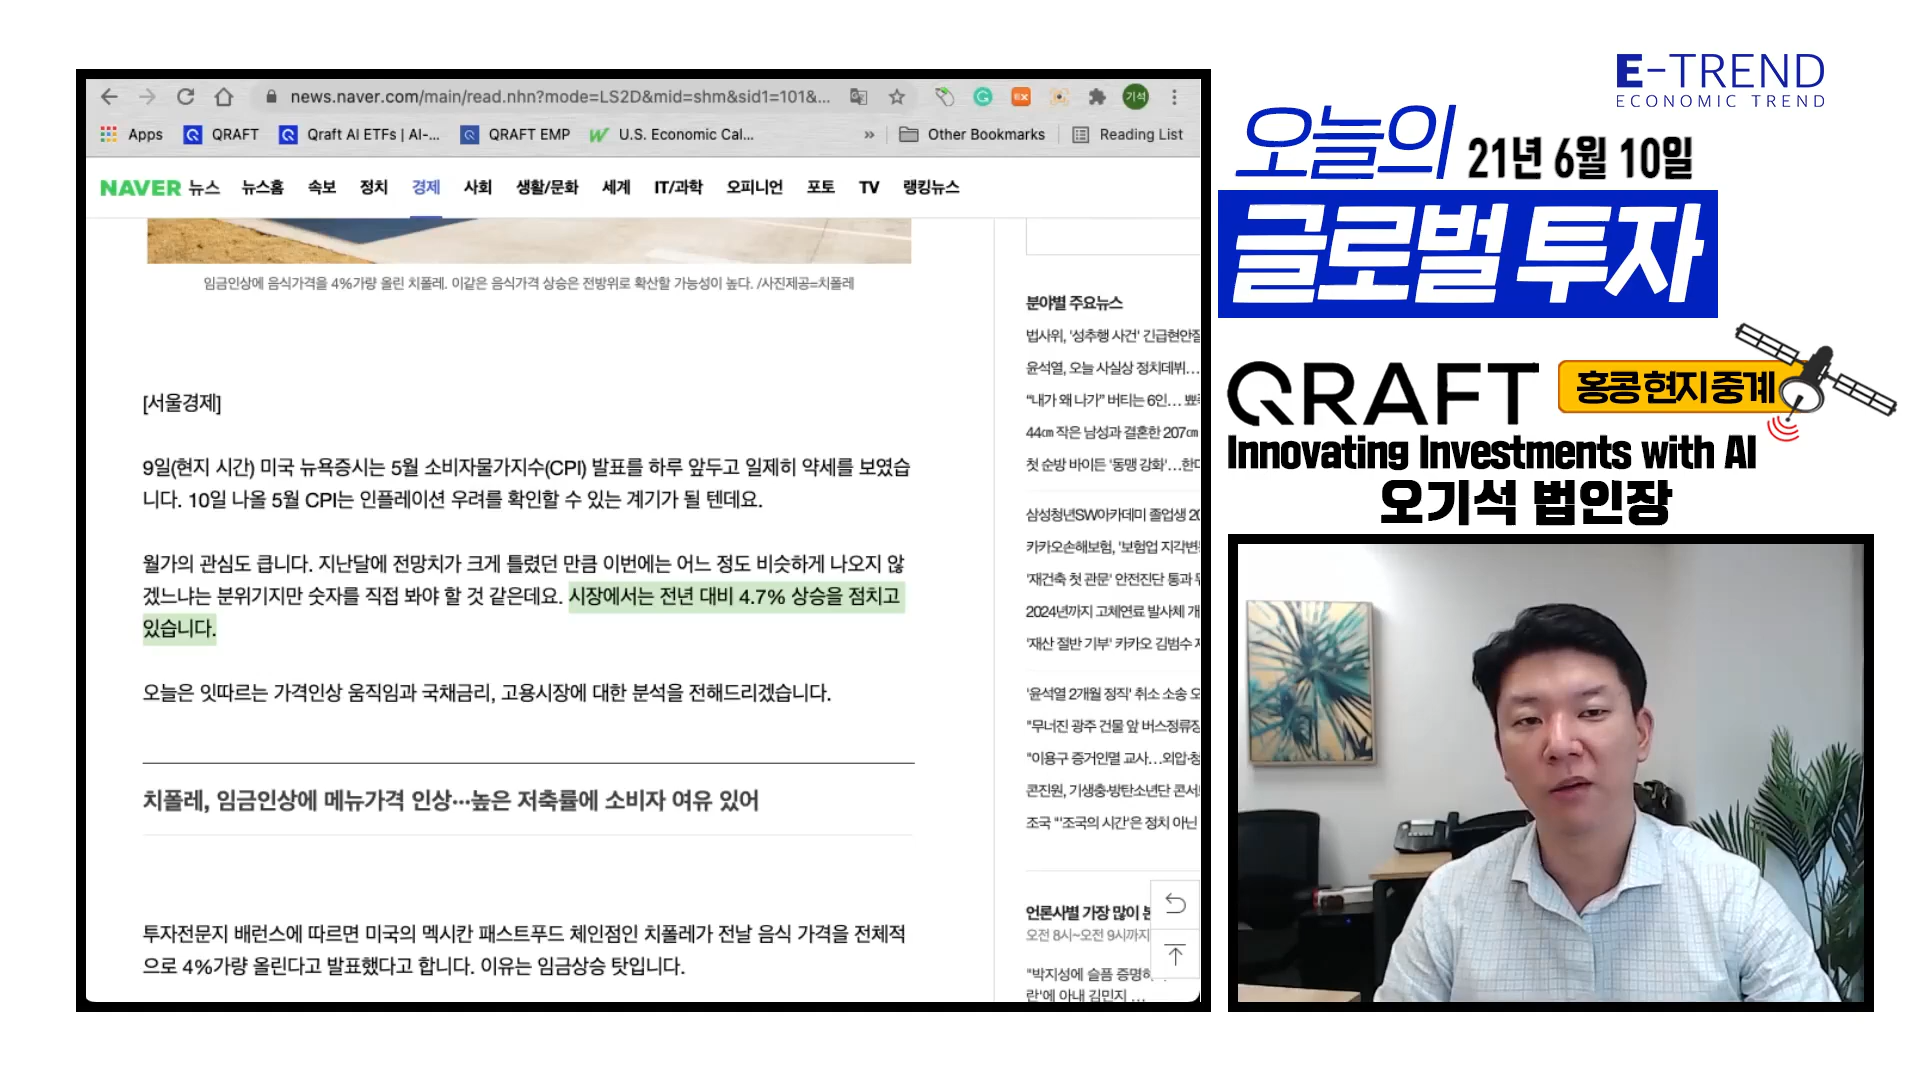 news.naver.com/main/read.nhn?mode=LS2D&mid=shm&sid1=101&...
기석
Apps QRAFT Qraft AI ETFs | AI-... QRAFT EMP U.S. Economic Cal... » Other Bookmarks Reading List
NAVER 뉴스 뉴스홈 속보 정치 경제 사회 생활/문화 세계 IT/과학 오피니언 포토 TV 랭킹뉴스
임금인상에 음식가격을 4%가량 올린 치폴레. 이같은 음식가격 상승은 전방위로 확산할 가능성이 높다. /사진제공=치폴레
[서울경제]
9일(현지 시간) 미국 뉴욕증시는 5월 소비자물가지수(CPI) 발표를 하루 앞두고 일제히 약세를 보였습
니다. 10일 나올 5월 CPI는 인플레이션 우려를 확인할 수 있는 계기가 될 텐데요.
월가의 관심도 큽니다. 지난달에 전망치가 크게 틀렸던 만큼 이번에는 어느 정도 비슷하게 나오지 않
겠느냐는 분위기지만 숫자를 직접 봐야 할 것 같은데요. 시장에서는 전년 대비 4.7% 상승을 점치고
있습니다.
오늘은 잇따르는 가격인상 움직임과 국채금리, 고용시장에 대한 분석을 전해드리겠습니다.
치폴레, 임금인상에 메뉴가격 인상···높은 저축률에 소비자 여유 있어
투자전문지 배런스에 따르면 미국의 멕시칸 패스트푸드 체인점인 치폴레가 전날 음식 가격을 전체적
으로 4%가량 올린다고 발표했다고 합니다. 이유는 임금상승 탓입니다.
분야별 주요뉴스
법사위, '성추행 사건' 긴급현안질
윤석열, 오늘 사실상 정치데뷔…
“내가 왜 나가” 버티는 6인… 뾰
44㎝ 작은 남성과 결혼한 207㎝
첫 순방 바이든 '동맹 강화'…한
삼성청년SW아카데미 졸업생 20
카카오손해보험, '보험업 지각변
'재건축 첫 관문' 안전진단 통과
2024년까지 고체연료 발사체 개
'재산 절반 기부' 카카오 김범수
'윤석열 2개월 정직' 취소 소송
"무너진 광주 건물 앞 버스정류장
"이용구 증거인멸 교사…외압·청
콘진원, 기생충·방탄소년단 콘서
조국 "'조국의 시간'은 정치 아닌
언론사별 가장 많이 본
오전 8시~오전 9시까지
"박지성에 슬픔 증명
란'에 아내 김민지 …
E-TREND
ECONOMIC TREND
오늘의 21년 6월 10일
글로벌 투자
QRAFT 홍콩 현지 중계
Innovating Investments with AI
오기석 법인장